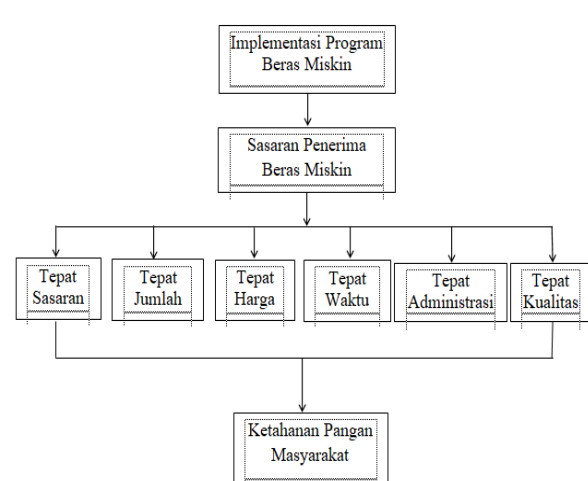 Implementasi Program
Beras Miskin
Sasaran Penerima
Beras Miskin
Tepat
Sasaran
Tepat
Jumlah
Tepat
Harga
Tepat
Waktu
Tepat
Administrasi
Tepat
Kualitas
Ketahanan Pangan
Masyarakat